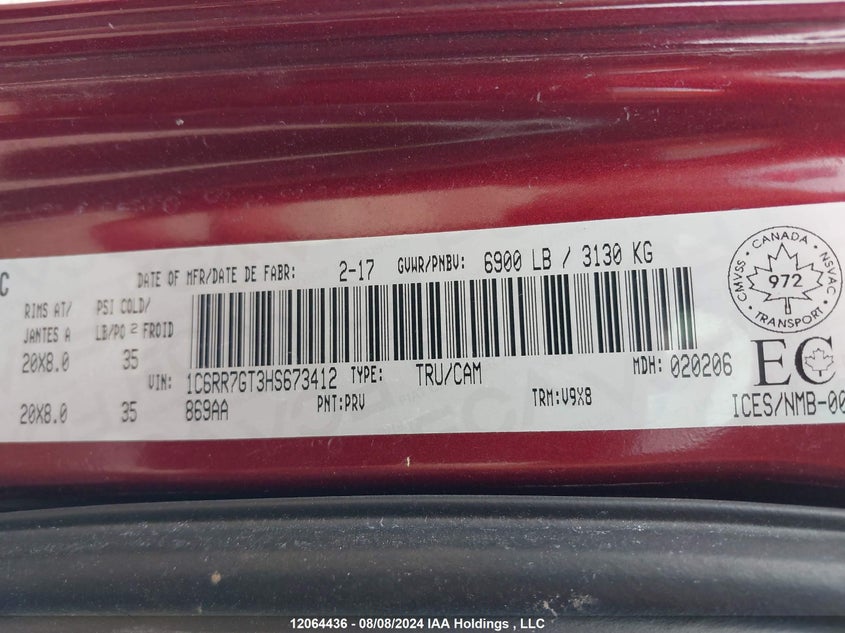 C
DATE OF MFR/DATE DE FABR: 2-17 GVWR/PNBV: 6900 LB / 3130 KG
RIMS AT/ PSI COLD/
JANTES A LB/PO 2 FROID
20X8.0 35
VIN: 1C6RR7GT3HS673412 TYPE: TRU/CAM MDH: 020206
20X8.0 35 869AA PNT:PRV TRM:V9X8 ICES/NMB-00
CANADA
CMVSS NSVAC
972
TRANSPORT
EC
12064436 - 08/08/2024 IAA Holdings , LLC